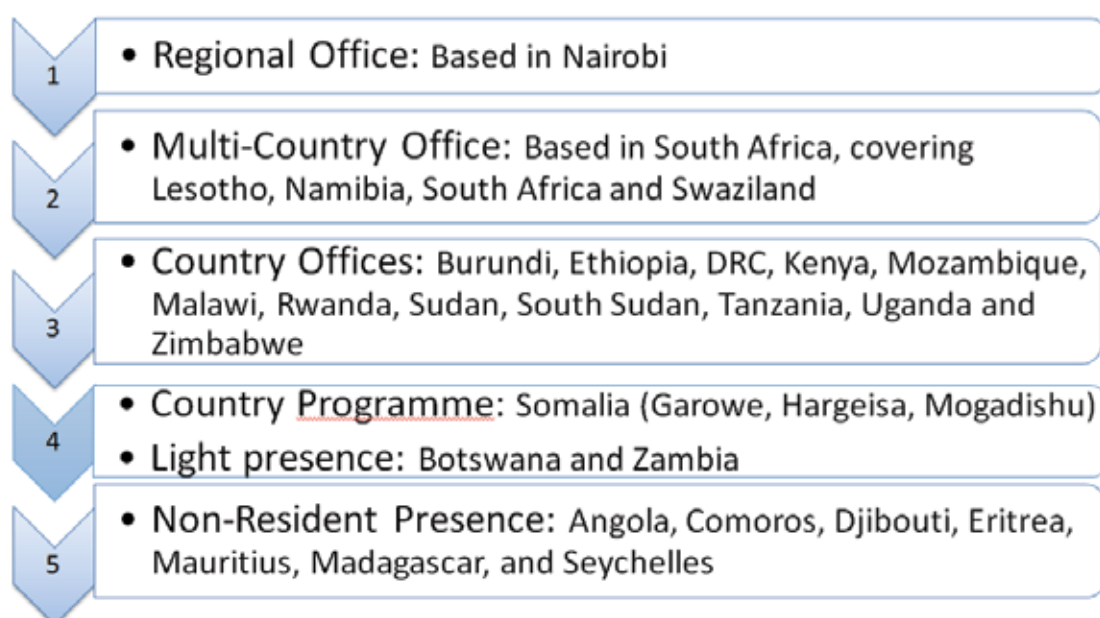 1
• Regional Office: Based in Nairobi
2
• Multi-Country Office: Based in South Africa, covering
Lesotho, Namibia, South Africa and Swaziland
3
• Country Offices: Burundi, Ethiopia, DRC, Kenya, Mozambique,
Malawi, Rwanda, Sudan, South Sudan, Tanzania, Uganda and
Zimbabwe
4
• Country Programme: Somalia (Garowe, Hargeisa, Mogadishu)
• Light presence: Botswana and Zambia
5
• Non-Resident Presence: Angola, Comoros, Djibouti, Eritrea,
Mauritius, Madagascar, and Seychelles